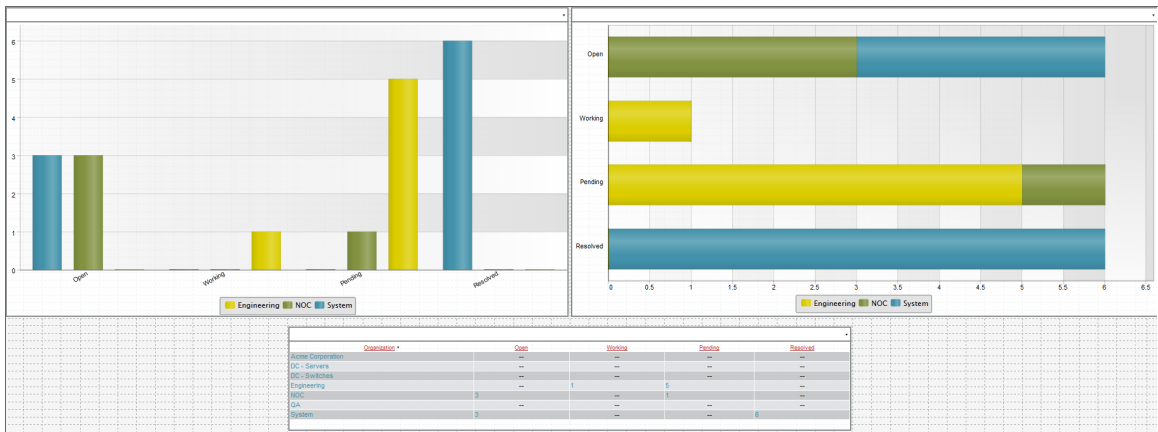 6
5
4
3
2
1
0
Open
Working
Pending
Resolved
Engineering NOC System
Open
Working
Pending
Resolved
0 0.5 1 1.5 2 2.5 3 3.5 4 4.5 5 5.5 6 6.5
Engineering NOC System
Organization Open Working Pending Resolved
Acme Corporation -- -- -- --
DC - Servers -- -- -- --
DC - Switches -- -- -- --
Engineering -- 1 5 --
NOC 3 -- 1 --
QA -- -- -- --
System 3 -- -- 6